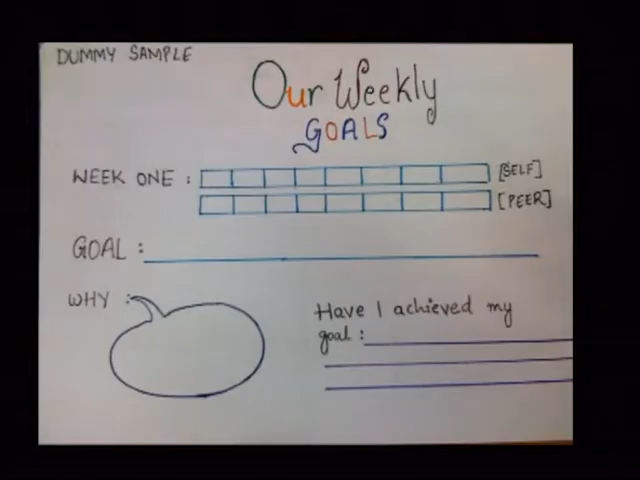 DUMMY SAMPLE
Our Weekly
GOALS
WEEK ONE : [SELF]
[PEER]
GOAL :
WHY :
Have I achieved my
goal :